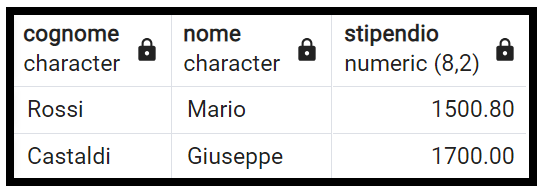 cognome nome stipendio
character character numeric (8,2)
Rossi Mario 1500.80
Castaldi Giuseppe 1700.00